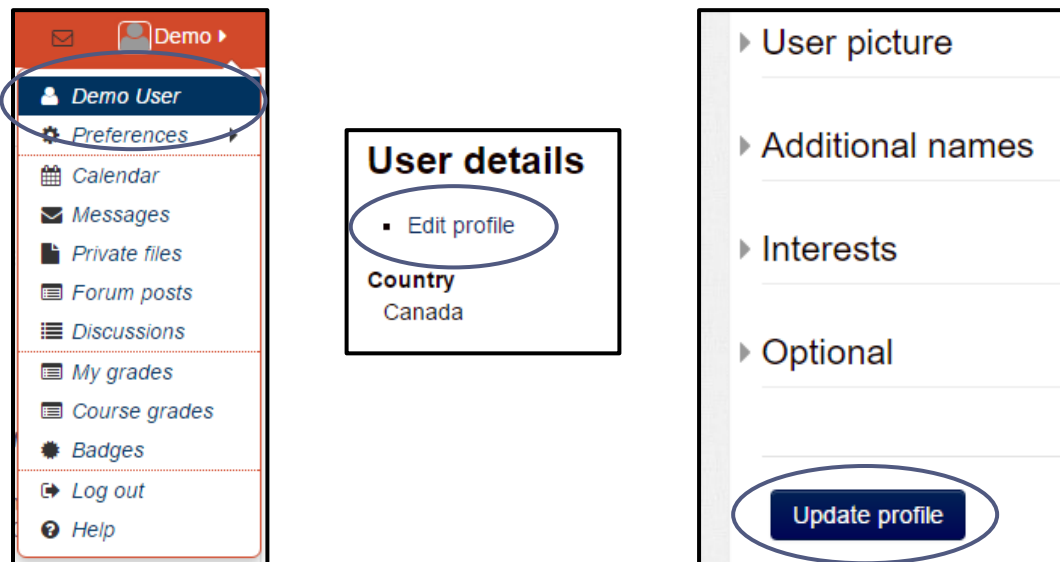 Demo
Demo User
Preferences
Calendar
Messages
Private files
Forum posts
Discussions
My grades
Course grades
Badges
Log out
Help
User details
Edit profile
Country
Canada
User picture
Additional names
Interests
Optional
Update profile